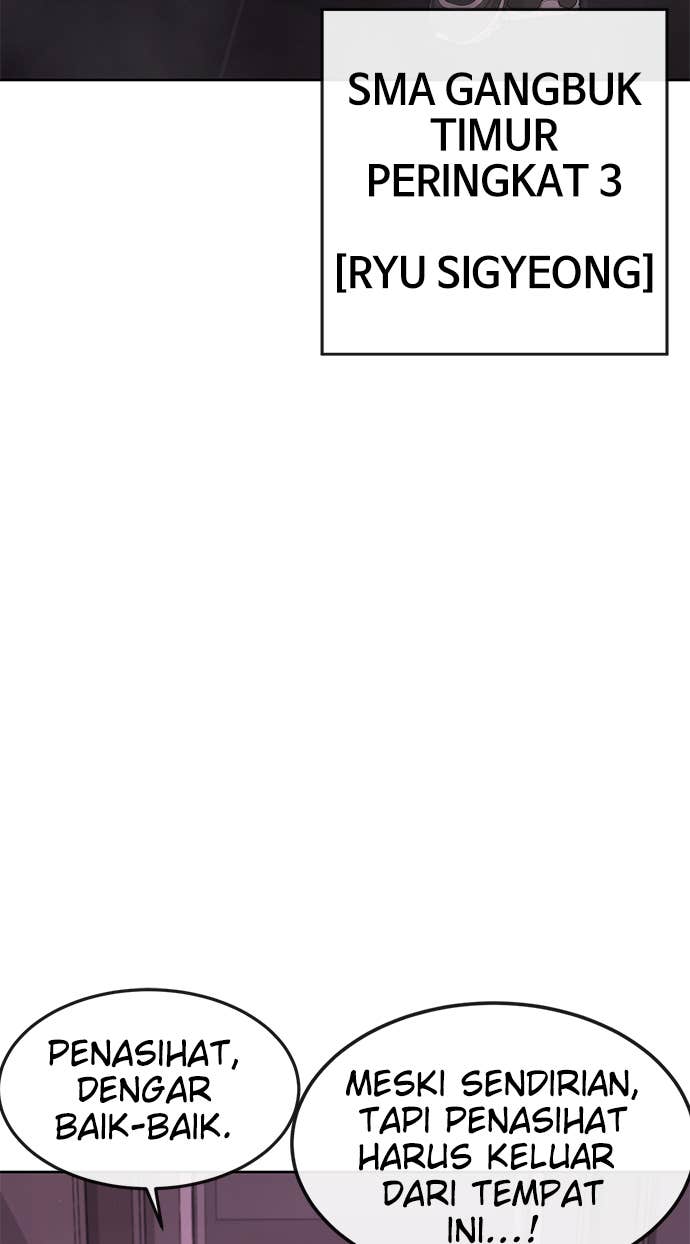 SMA GANGBUK
TIMUR
PERINGKAT 3
[RYU SIGYEONG]
PENASIHAT,
DENGAR
BAIK-BAIK.
MESKI SENDIRIAN,
TAPI PENASIHAT
HARUS KELUAR
DARI TEMPAT
INI...!